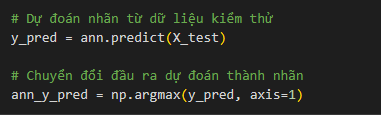 # Dự đoán nhãn từ dữ liệu kiểm thử
y_pred = ann.predict(X_test)
# Chuyển đổi đầu ra dự đoán thành nhãn
ann_y_pred = np.argmax(y_pred, axis=1)